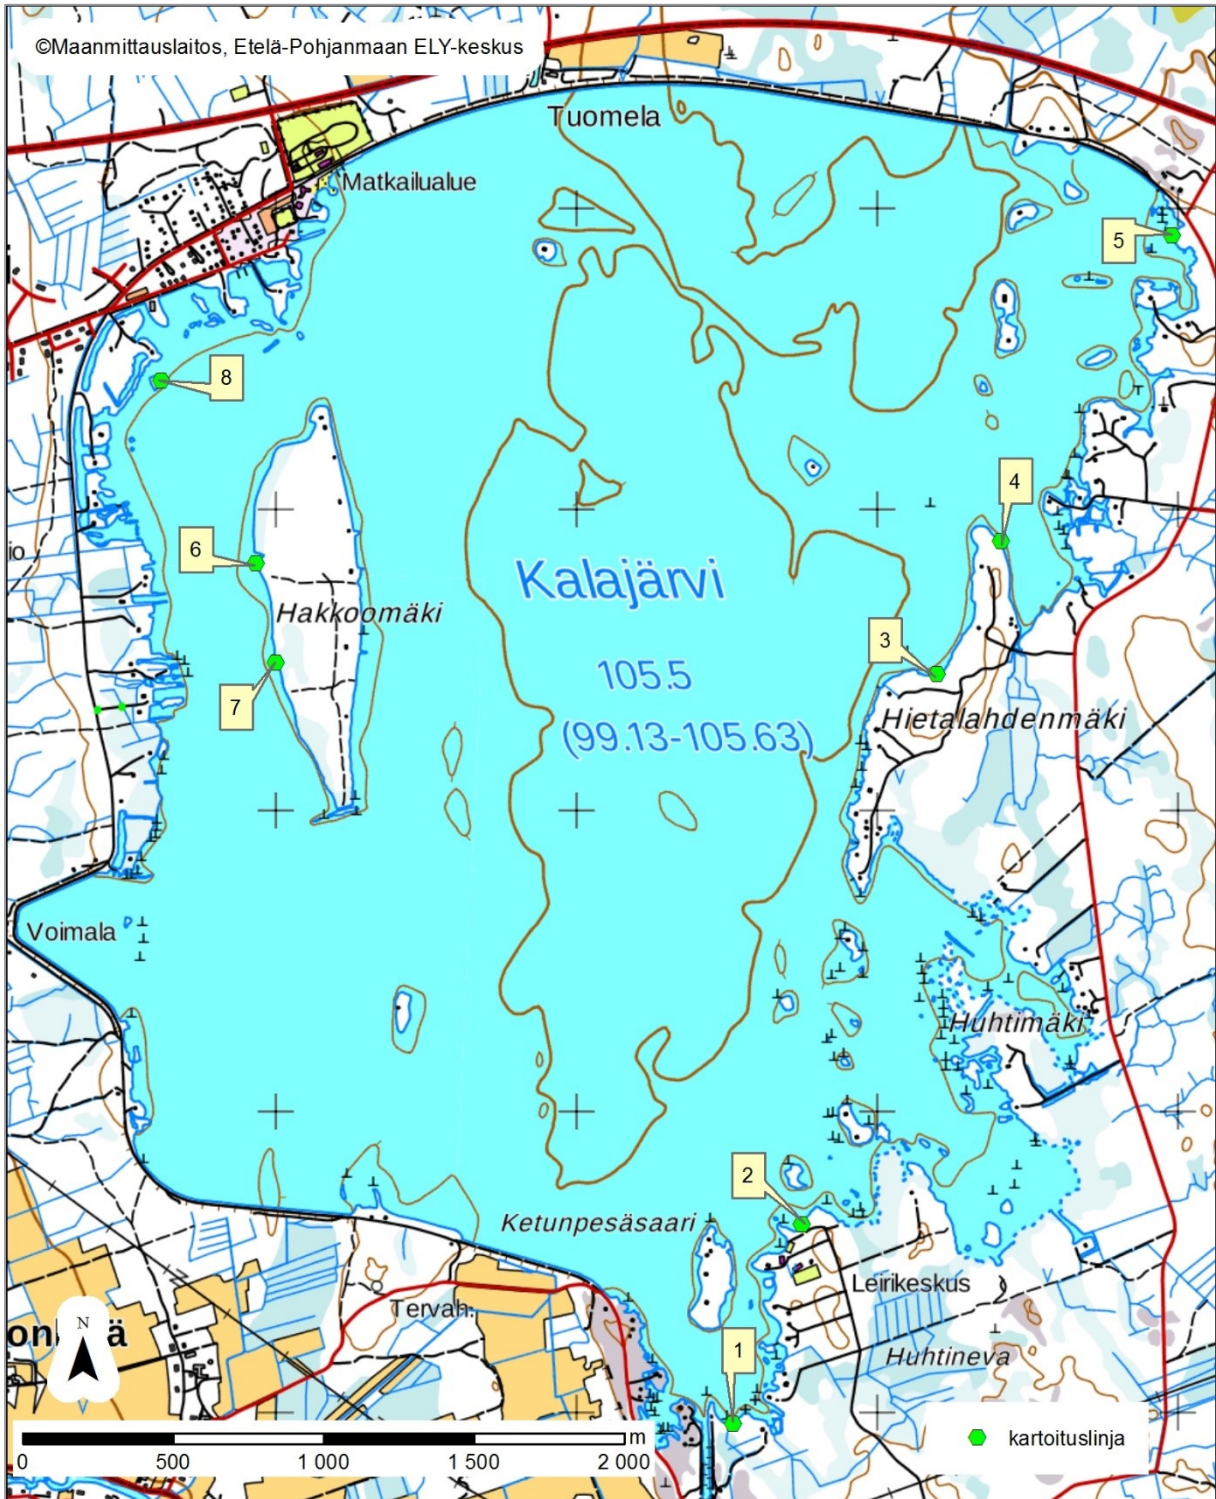 ©Maanmittauslaitos, Etelä-Pohjanmaan ELY-keskus
Tuomela
Matkailualue
5
8
4
6
Kalajärvi
Hakkoomäki
3
105.5
7
Hietalahdenmäki
(99.13-105.63)
Voimala
Huhtimäki
2
Ketunpesäsaari
Leirikeskus
Tervah.
N
1
Huhtineva
kartoituslinja
m
0 500 1 000 1 500 2 000